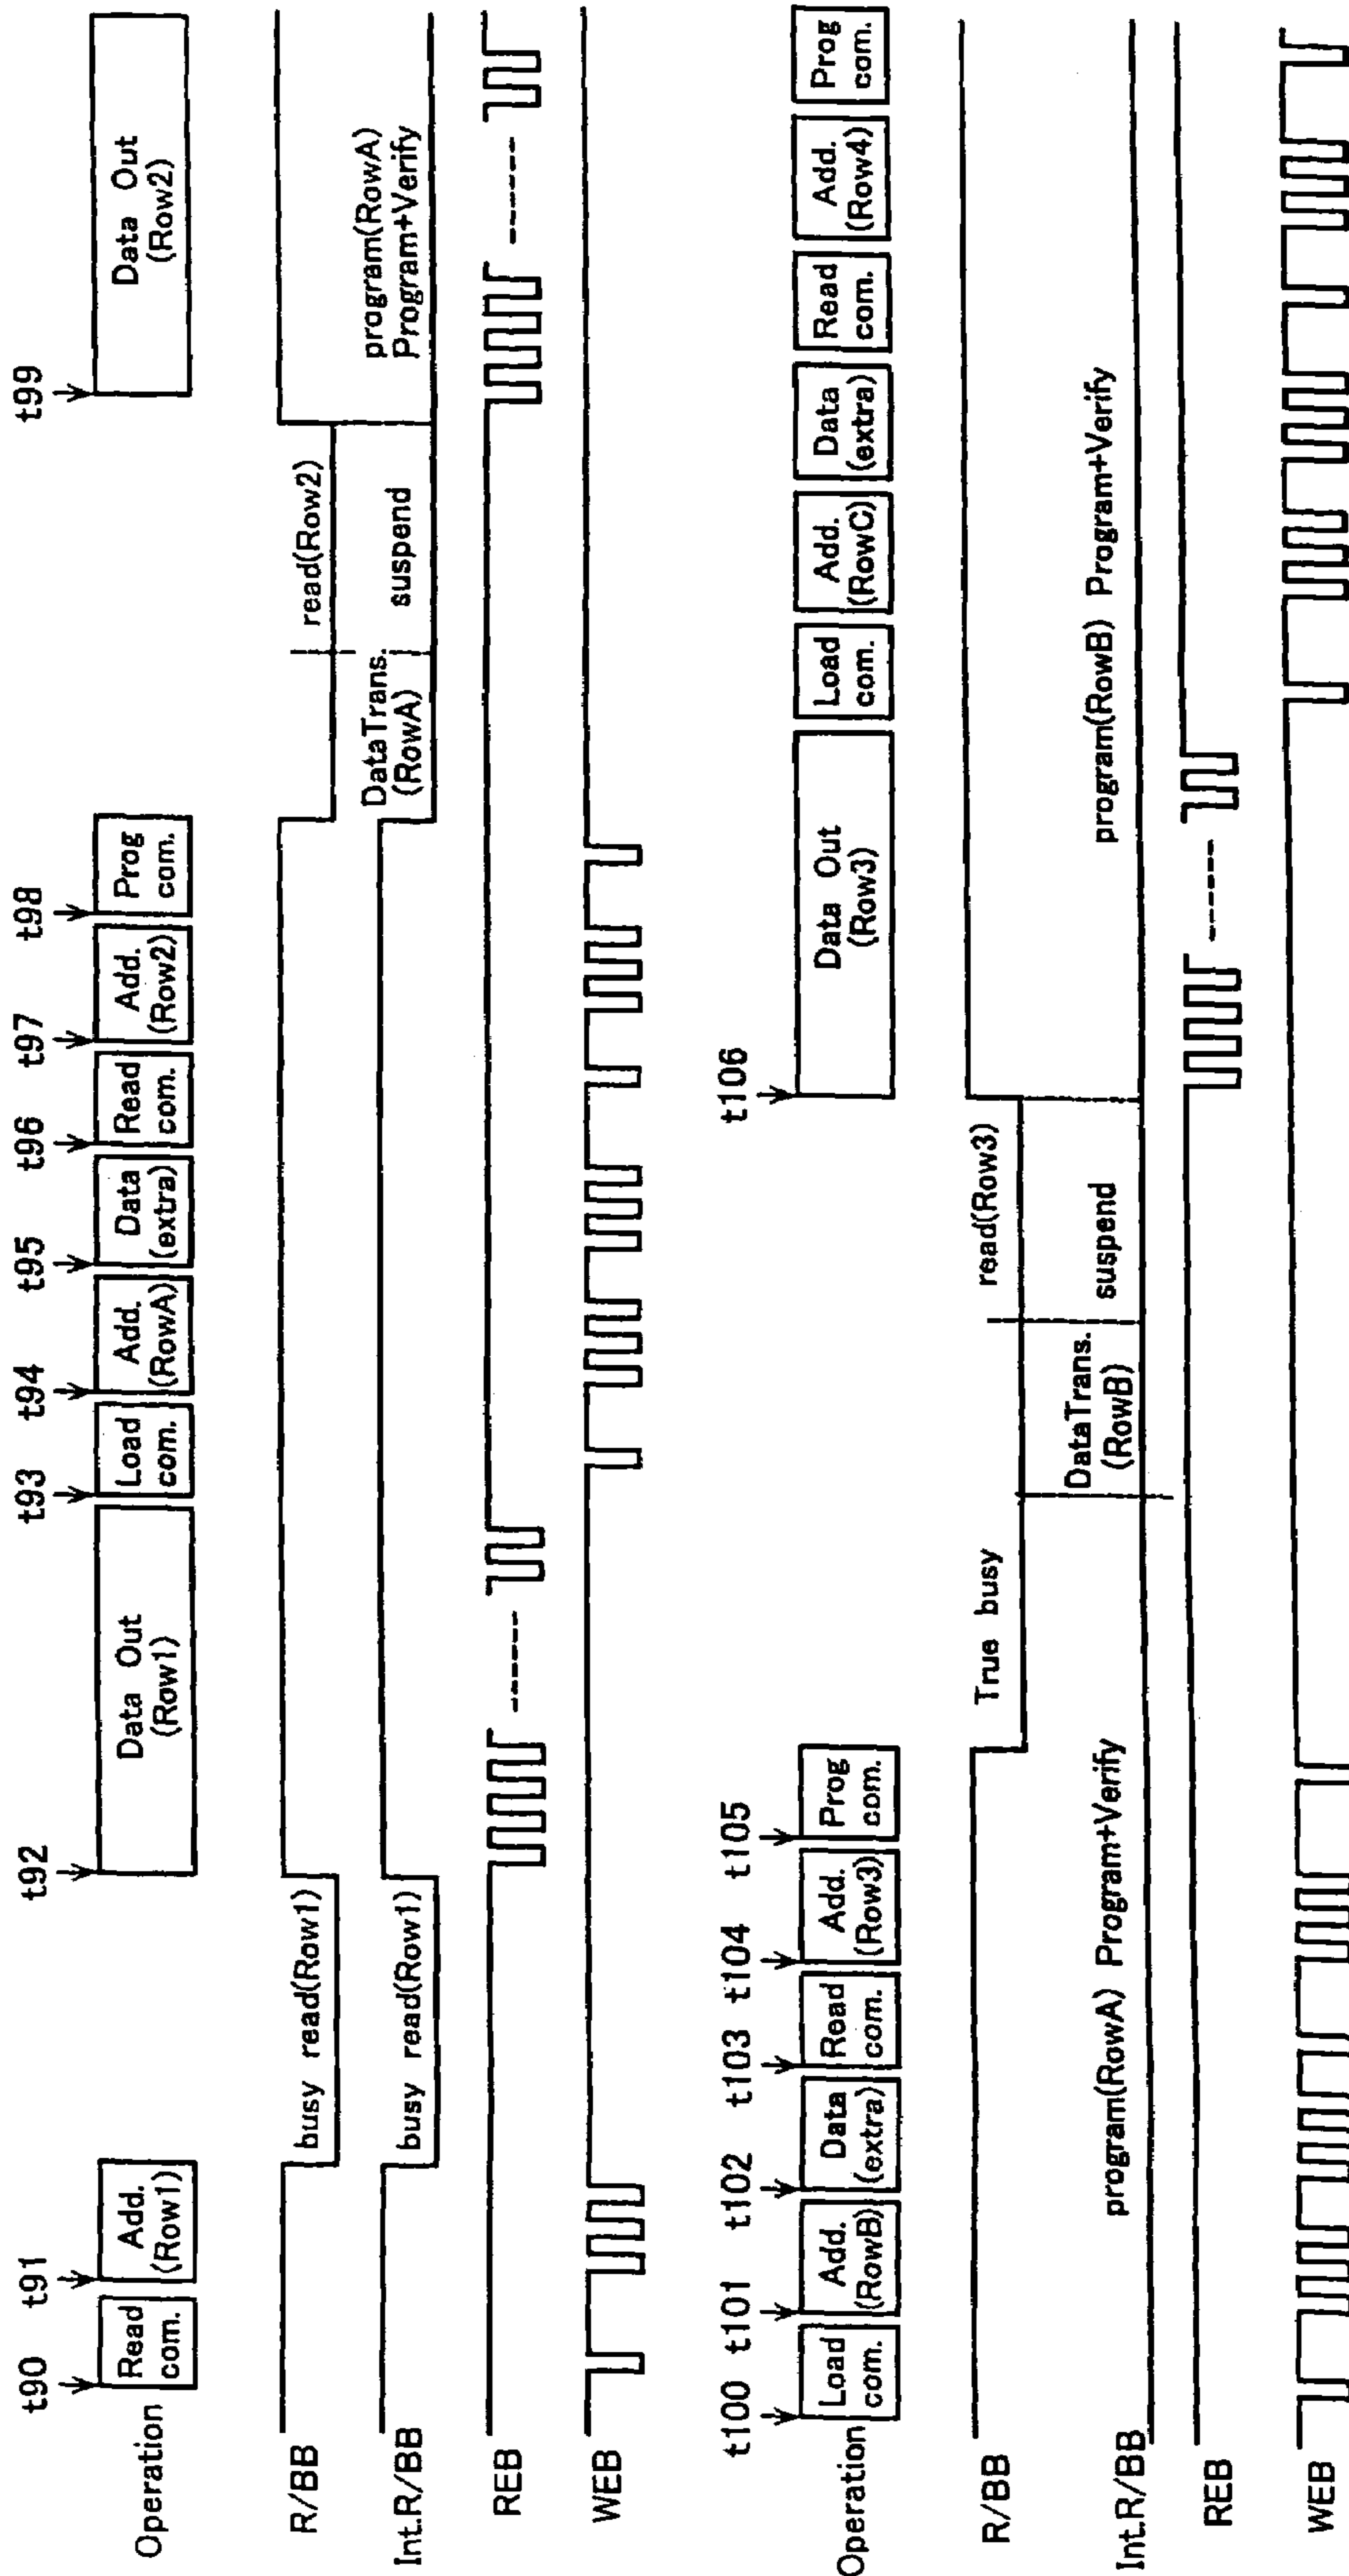 t90 t91 t92 t93 t94 t95 t96 t97 t98 t99
Operation
Read
com.
Add.
(Row1)
Data Out
(Row1)
Load
com.
Add.
(RowA)
Data
(extra)
Read
com.
Add.
(Row2)
Prog
com.
Data Out
(Row2)
R/BB
busy read(Row1)
read(Row2)
Int.R/BB
busy read(Row1)
DataTrans.
(RowA)
suspend
program(RowA)
Program+Verify
REB
WEB
t100 t101 t102 t103 t104 t105 t106
Operation
Load
com.
Add.
(RowB)
Data
(extra)
Read
com.
Add.
(Row3)
Prog
com.
Data Out
(Row3)
Load
com.
Add.
(RowC)
Data
(extra)
Read
com.
Add.
(Row4)
Prog
com.
R/BB
True busy
read(Row3)
Int.R/BB
program(RowA) Program+Verify
DataTrans.
(RowB)
suspend
program(RowB) Program+Verify
REB
WEB